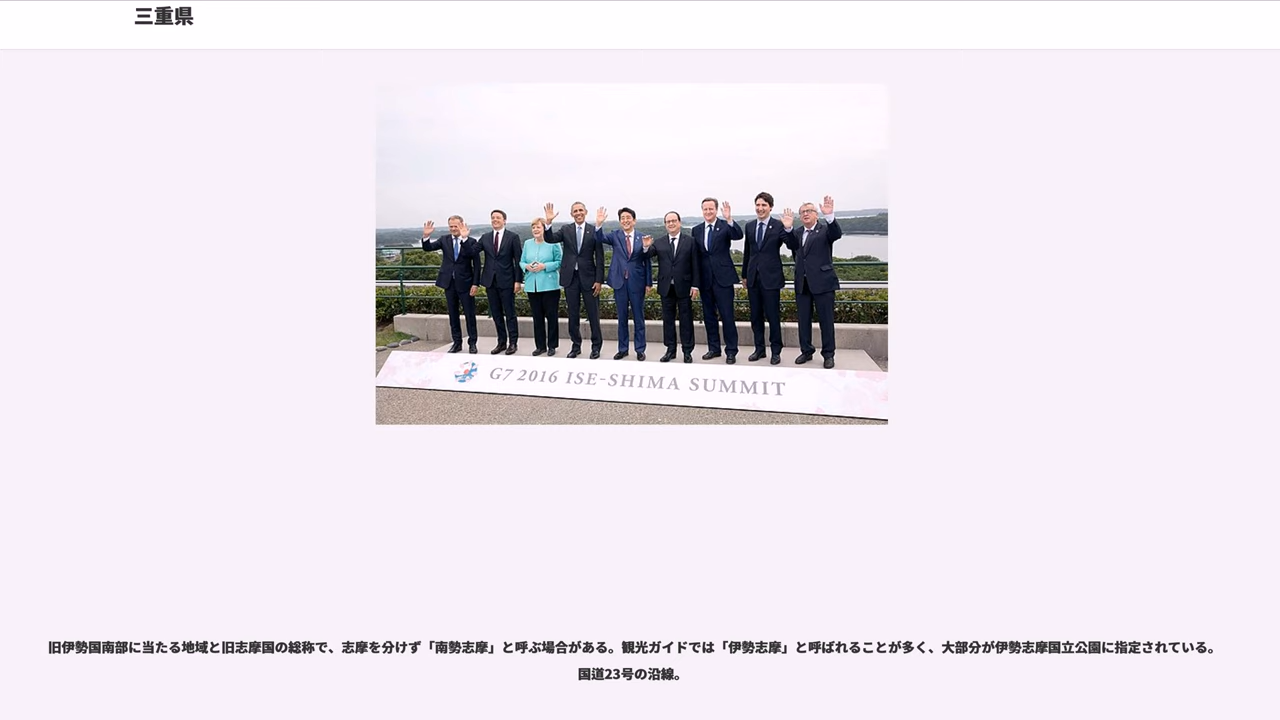 三重県
G7 2016 ISE-SHIMA SUMMIT
旧伊勢国南部に当たる地域と旧志摩国の総称で、志摩を分けず「南勢志摩」と呼ぶ場合がある。観光ガイドでは「伊勢志摩」と呼ばれることが多く、大部分が伊勢志摩国立公園に指定されている。
国道23号の沿線。